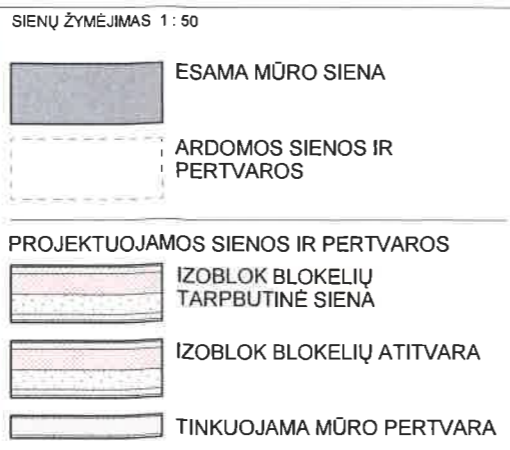 SIENŲ ŽYMĖJIMAS 1 : 50
ESAMA MŪRO SIENA
ARDOMOS SIENOS IR
PERTVAROS
PROJEKTUOJAMOS SIENOS IR PERTVAROS
IZOBLOK BLOKELIŲ
TARPBUTINĖ SIENA
IZOBLOK BLOKELIŲ ATITVARA
TINKUOJAMA MŪRO PERTVARA